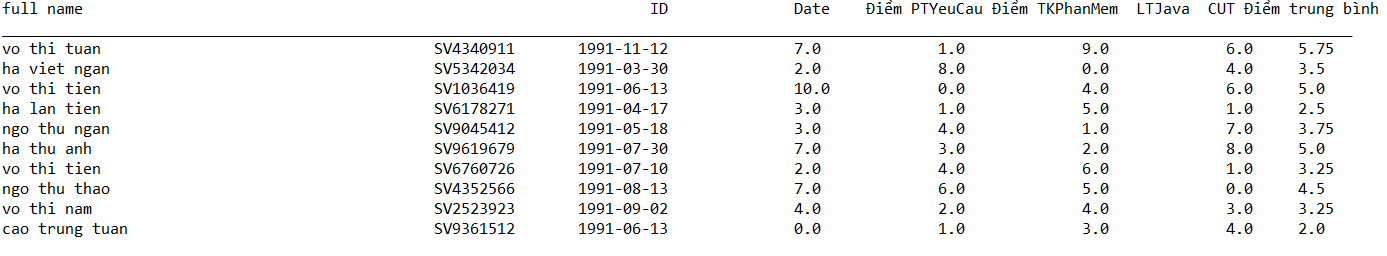 full name ID Date Điểm PTYeuCau Điểm TKPhanMem LTJava CUT Điểm trung bình
vo thi tuan SV4340911 1991-11-12 7.0 1.0 9.0 6.0 5.75
ha viet ngan SV5342034 1991-03-30 2.0 8.0 0.0 4.0 3.5
vo thi tien SV1036419 1991-06-13 10.0 0.0 4.0 6.0 5.0
ha lan tien SV6178271 1991-04-17 3.0 1.0 5.0 1.0 2.5
ngo thu ngan SV9045412 1991-05-18 3.0 4.0 1.0 7.0 3.75
ha thu anh SV9619679 1991-07-30 7.0 3.0 2.0 8.0 5.0
vo thi tien SV6760726 1991-07-10 2.0 4.0 6.0 1.0 3.25
ngo thu thao SV4352566 1991-08-13 7.0 6.0 5.0 0.0 4.5
vo thi nam SV2523923 1991-09-02 4.0 2.0 4.0 3.0 3.25
cao trung tuan SV9361512 1991-06-13 0.0 1.0 3.0 4.0 2.0